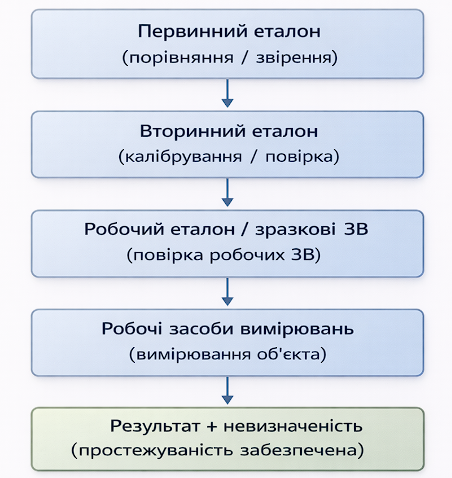 Первинний еталон
(порівняння / звірення)
Вторинний еталон
(калібрування / повірка)
Робочий еталон / зразкові ЗВ
(повірка робочих ЗВ)
Робочі засоби вимірювань
(вимірювання об'єкта)
Результат + невизначеність
(простежуваність забезпечена)